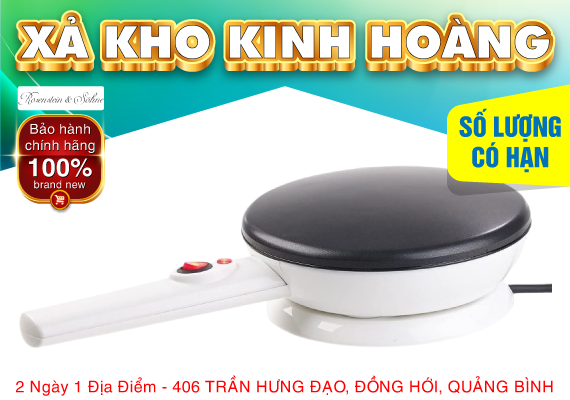 XẢ KHO KINH HOÀNG
Rosenstein & Söhne
Bảo hành
chính hãng
100%
brand new
SỐ LƯỢNG
CÓ HẠN
2 Ngày 1 Địa Điểm - 406 TRẦN HƯNG ĐẠO, ĐỒNG HỚI, QUẢNG BÌNH